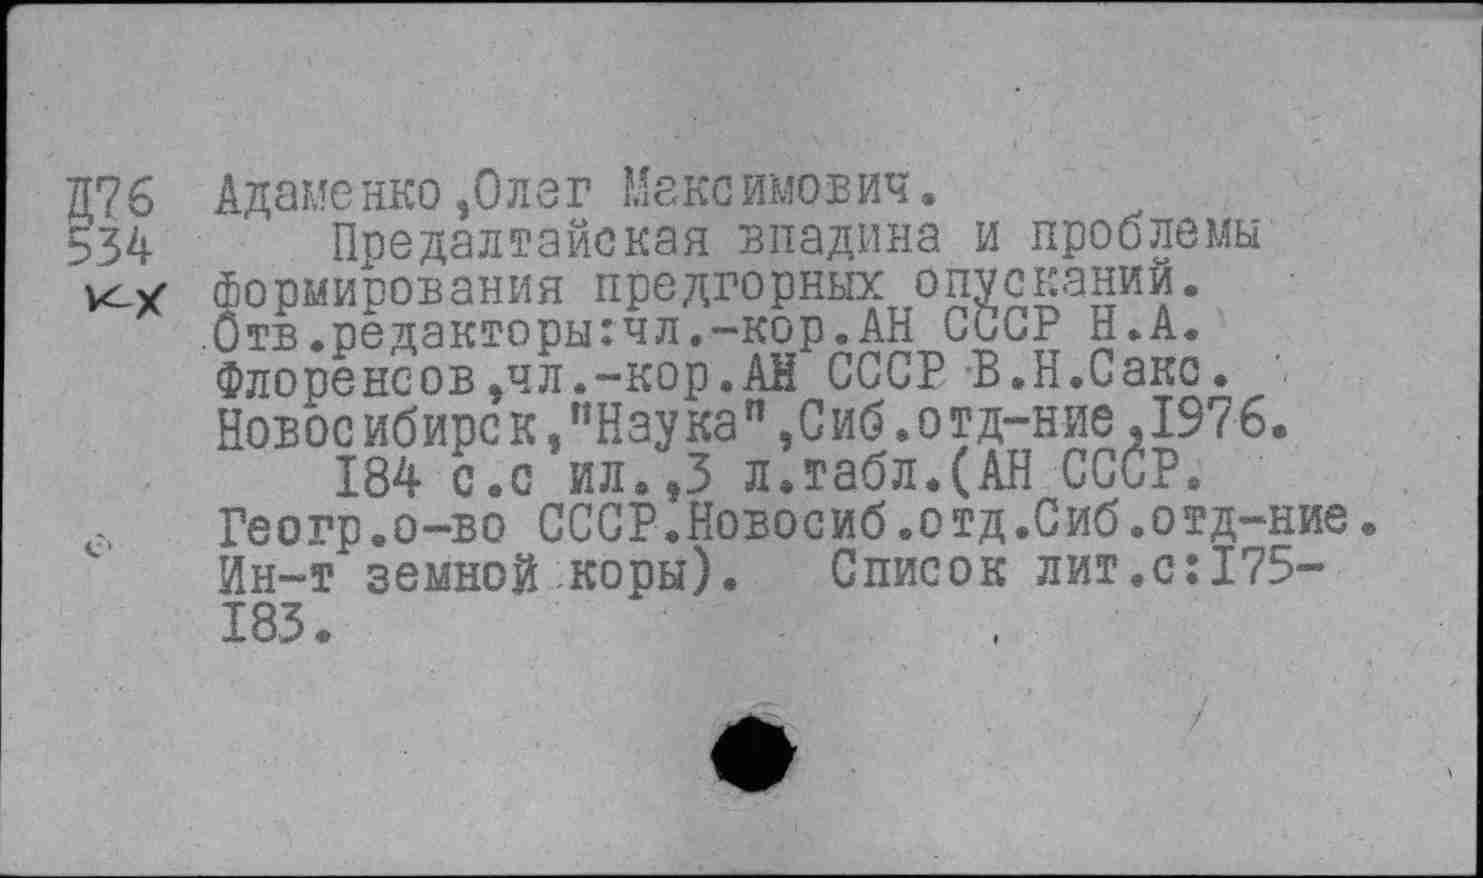 Д76 Адаменко,Олег Максимович.
534 Предалтайская впадина и проблемы
к-х формирования предгорных опусканий.
Отв.редакторы:чл.-кор.АН СССР Н.А.
Флоренсов,чл.-кор.АН СССР В.Н.Сакс.
Новосибирск,"Наука",Сиб.отд-ние,1976.
184 с.с ил.,3 л.табл.(АН СССР.
Геогр.о-во СССР.Новосиб.отд.Сиб.отд-ние.
Ин-т земной коры). Список лит.с:175-
183.